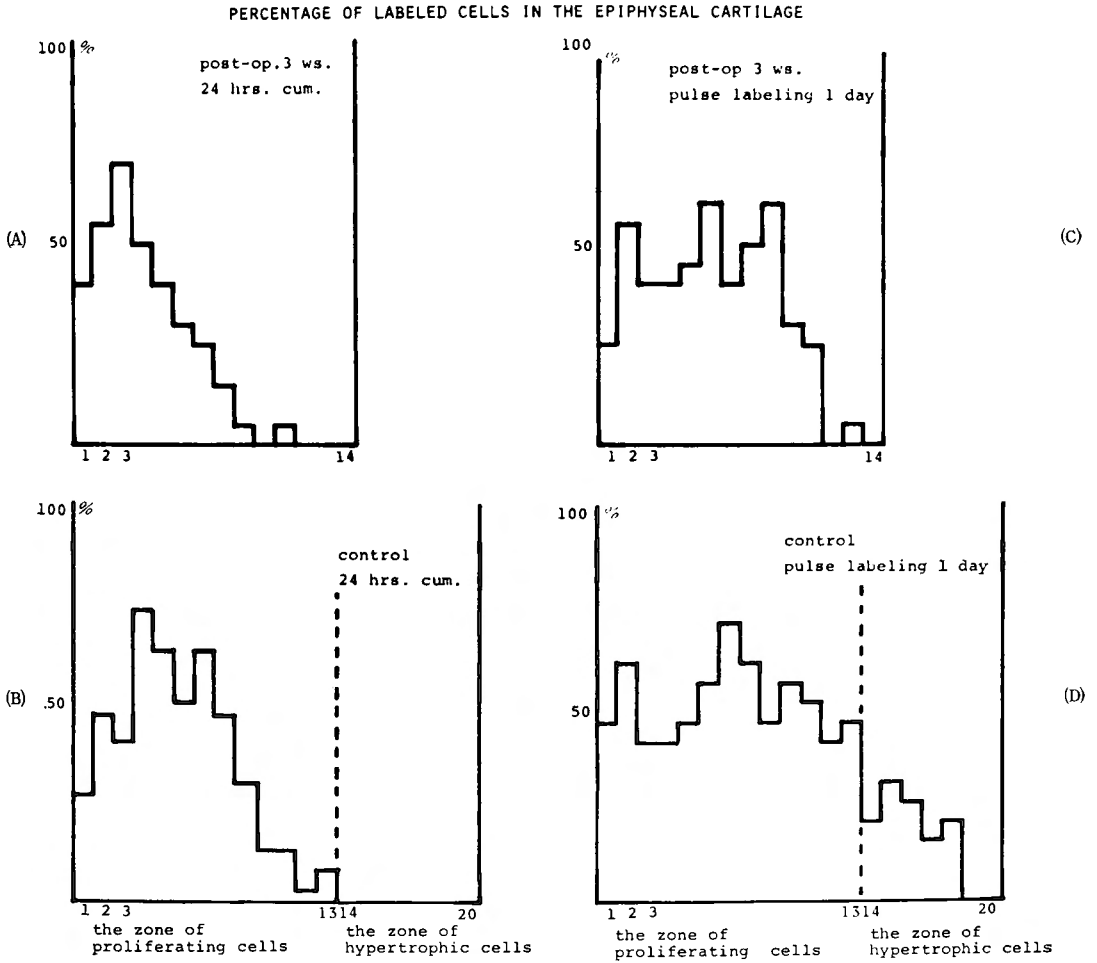 PERCENTAGE OF LABELED CELLS IN THE EPIPHYSEAL CARTILAGE
(A)
100 %
post-op.3 ws.
24 hrs. cum.
50
1 2 3 14
(C)
100 %
post-op 3 ws.
pulse labeling 1 day
50
1 2 3 14
(B)
100 %
control
24 hrs. cum.
.50
1 2 3 1314 20
the zone of proliferating cells
the zone of hypertrophic cells
(D)
100 %
control
pulse labeling 1 day
50
1 2 3 1314 20
the zone of proliferating cells
the zone of hypertrophic cells